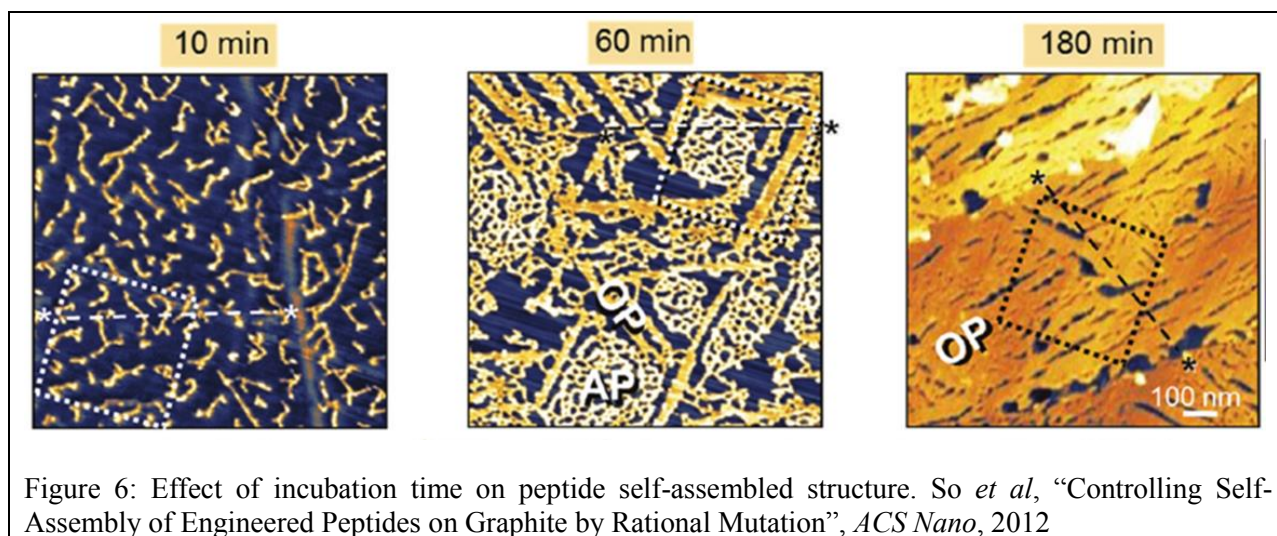 10 min
60 min
180 min
* *
* *
OP
AP
*
OP
*
100 nm
Figure 6: Effect of incubation time on peptide self-assembled structure. So et al, “Controlling Self-
Assembly of Engineered Peptides on Graphite by Rational Mutation”, ACS Nano, 2012